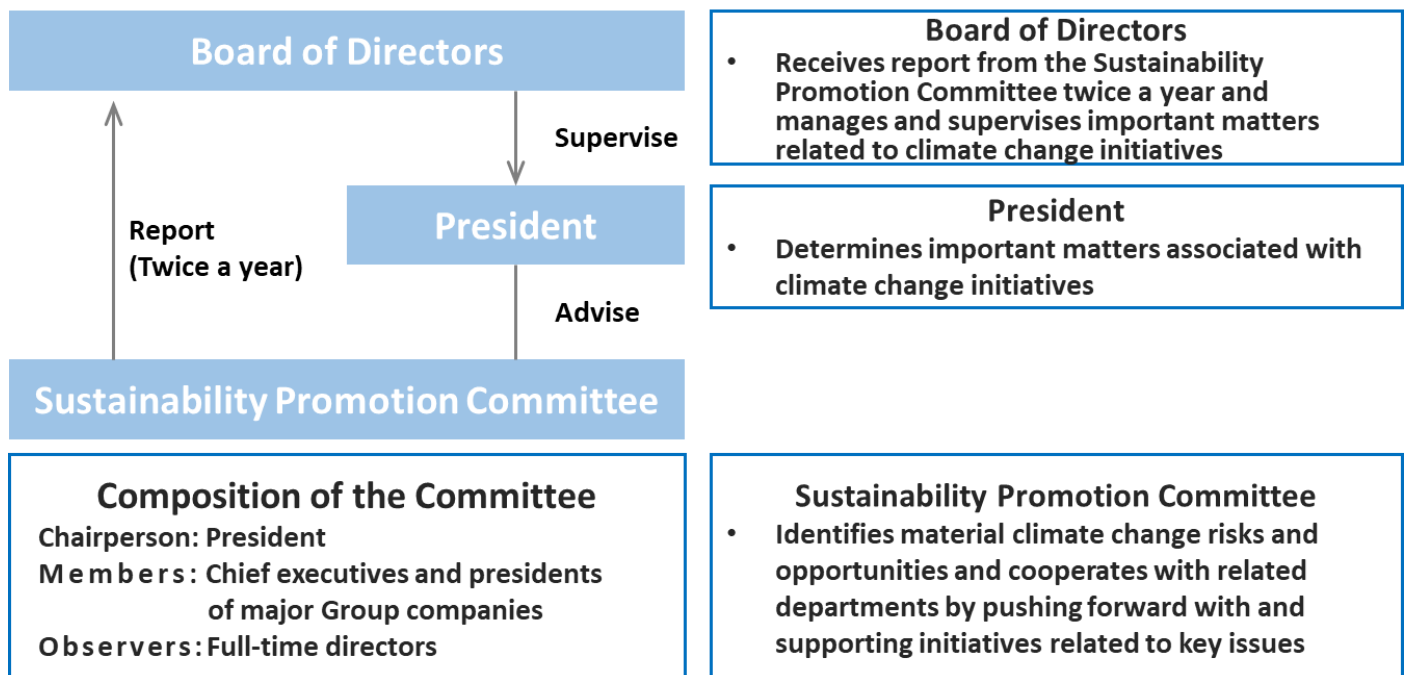 Board of Directors
Supervise
President
Report
(Twice a year)
Advise
Sustainability Promotion Committee
Composition of the Committee
Chairperson: President
Members: Chief executives and presidents
of major Group companies
Observers: Full-time directors
Board of Directors
• Receives report from the Sustainability
Promotion Committee twice a year and
manages and supervises important matters
related to climate change initiatives
President
• Determines important matters associated with
climate change initiatives
Sustainability Promotion Committee
• Identifies material climate change risks and
opportunities and cooperates with related
departments by pushing forward with and
supporting initiatives related to key issues